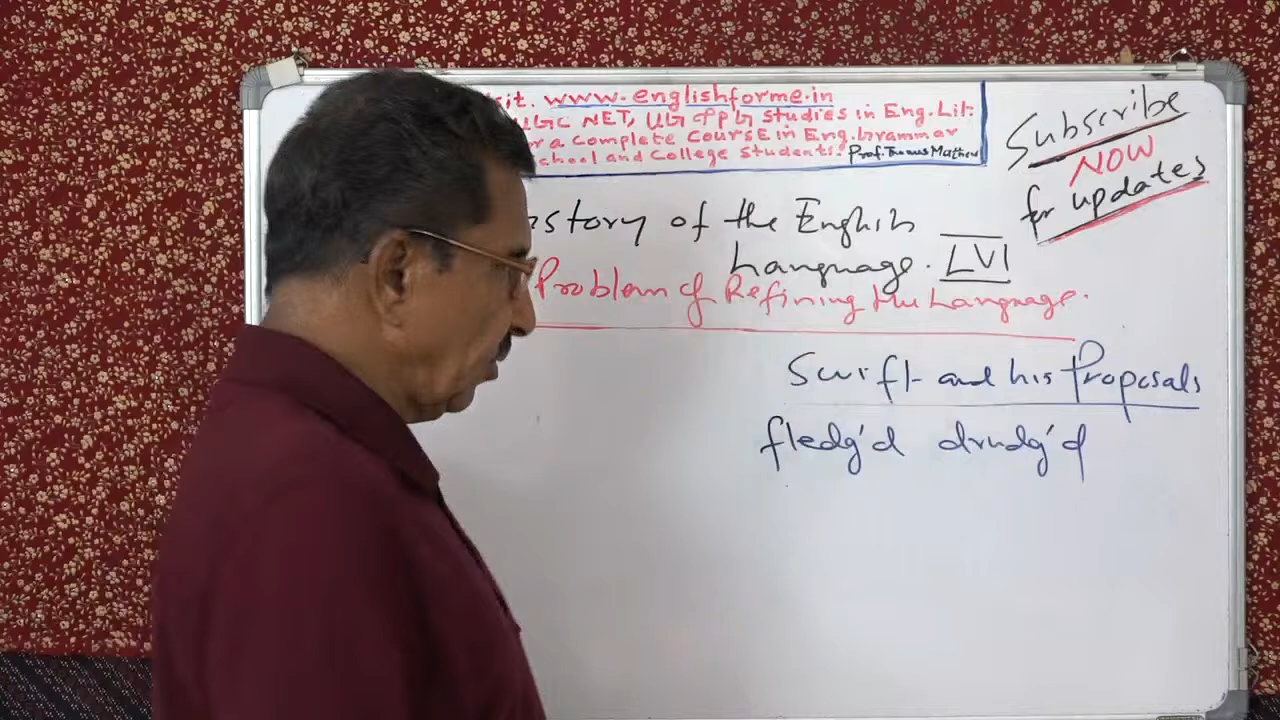 sit. www.englishforme.in
UGC NET, UG & PG Studies in Eng. Lit:
r a Complete Course in Eng. Grammar
School and College Students. Prof. Thomas Mathew
Subscribe
NOW
for updates
istory of the English
Language. LVI
Problem of Refining the Language.
Swift and his Proposals
fledg'd drudg'd